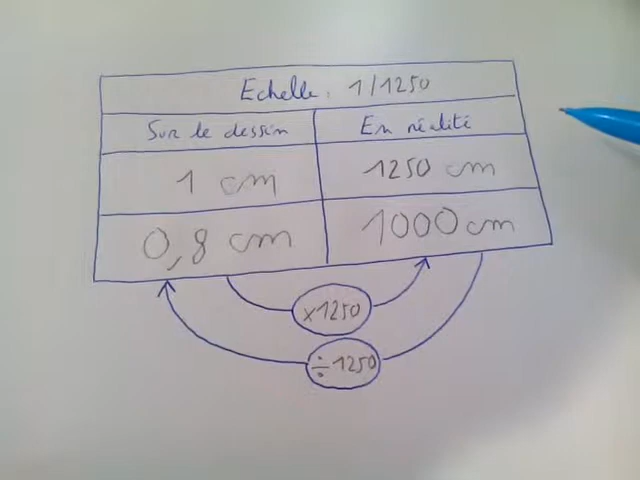 Echelle : 1/1250
Sur le dessin En réalité
1 cm 1250 cm
0,8 cm 1000 cm
x1250
÷1250